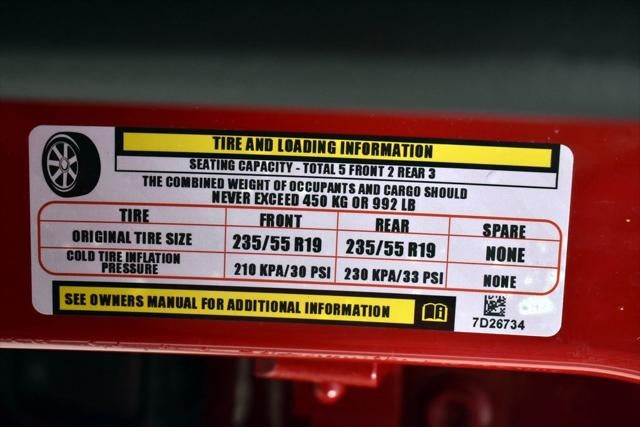 TIRE AND LOADING INFORMATION
SEATING CAPACITY - TOTAL 5 FRONT 2 REAR 3
THE COMBINED WEIGHT OF OCCUPANTS AND CARGO SHOULD
NEVER EXCEED 450 KG OR 992 LB
TIRE FRONT REAR SPARE
ORIGINAL TIRE SIZE 235/55 R19 235/55 R19 NONE
COLD TIRE INFLATION
PRESSURE 210 KPA/30 PSI 230 KPA/33 PSI NONE
SEE OWNERS MANUAL FOR ADDITIONAL INFORMATION
7D26734